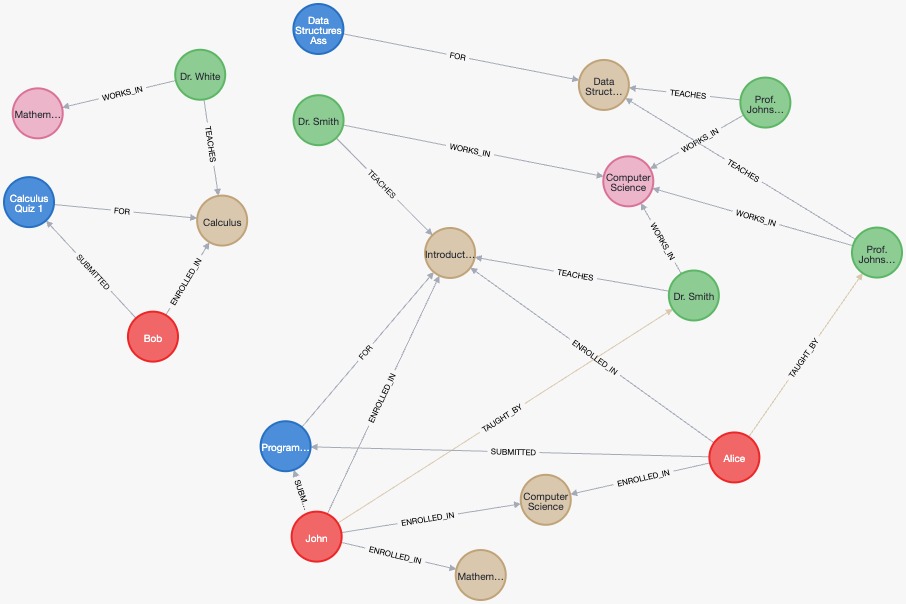 Data
Structures
Ass
FOR
Dr. White
Data
Struct...
WORKS_IN
TEACHES
Prof.
Johns...
Mathem...
Dr. Smith
TEACHES
WORKS_IN
WORKS_IN
TEACHES
Computer
Science
TEACHES
Calculus
Quiz 1
FOR
Calculus
WORKS_IN
WORKS_IN
Introduct...
Prof.
Johns...
SUBMITTED
ENROLLED_IN
TEACHES
Dr. Smith
Bob
FOR
ENROLLED_IN
TAUGHT_BY
ENROLLED_IN
TAUGHT_BY
Program...
SUBMITTED
Alice
SUBM...
ENROLLED_IN
Computer
Science
John
ENROLLED_IN
ENROLLED_IN
Mathem...